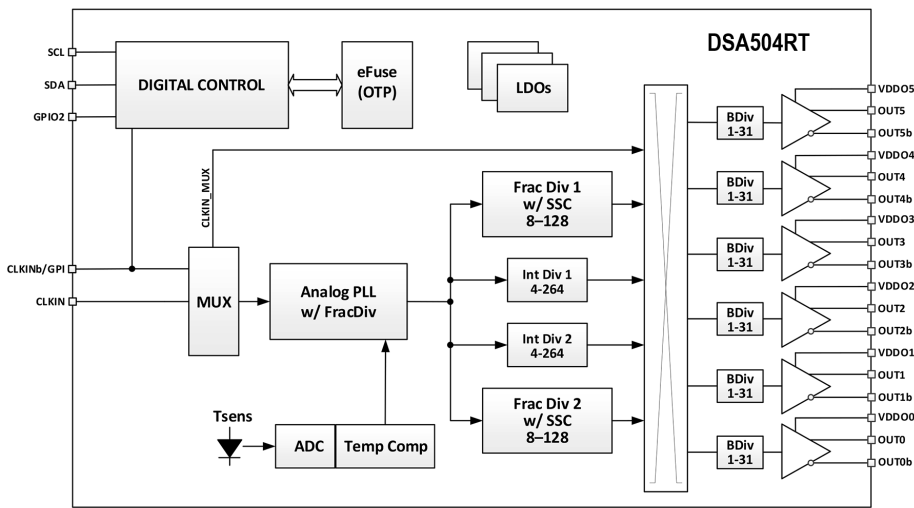 DSA504RT
SCL
SDA
GPIO2
DIGITAL CONTROL
eFuse
(OTP)
LDOs
CLKIN_MUX
CLKINb/GPI
CLKIN
MUX
Analog PLL
w/ FracDiv
Frac Div 1
w/ SSC
8–128
Int Div 1
4-264
Int Div 2
4-264
Frac Div 2
w/ SSC
8–128
Tsens
ADC
Temp Comp
BDiv
1-31
BDiv
1-31
BDiv
1-31
BDiv
1-31
BDiv
1-31
BDiv
1-31
VDDO5
OUT5
OUT5b
VDDO4
OUT4
OUT4b
VDDO3
OUT3
OUT3b
VDDO2
OUT2
OUT2b
VDDO1
OUT1
OUT1b
VDDO0
OUT0
OUT0b